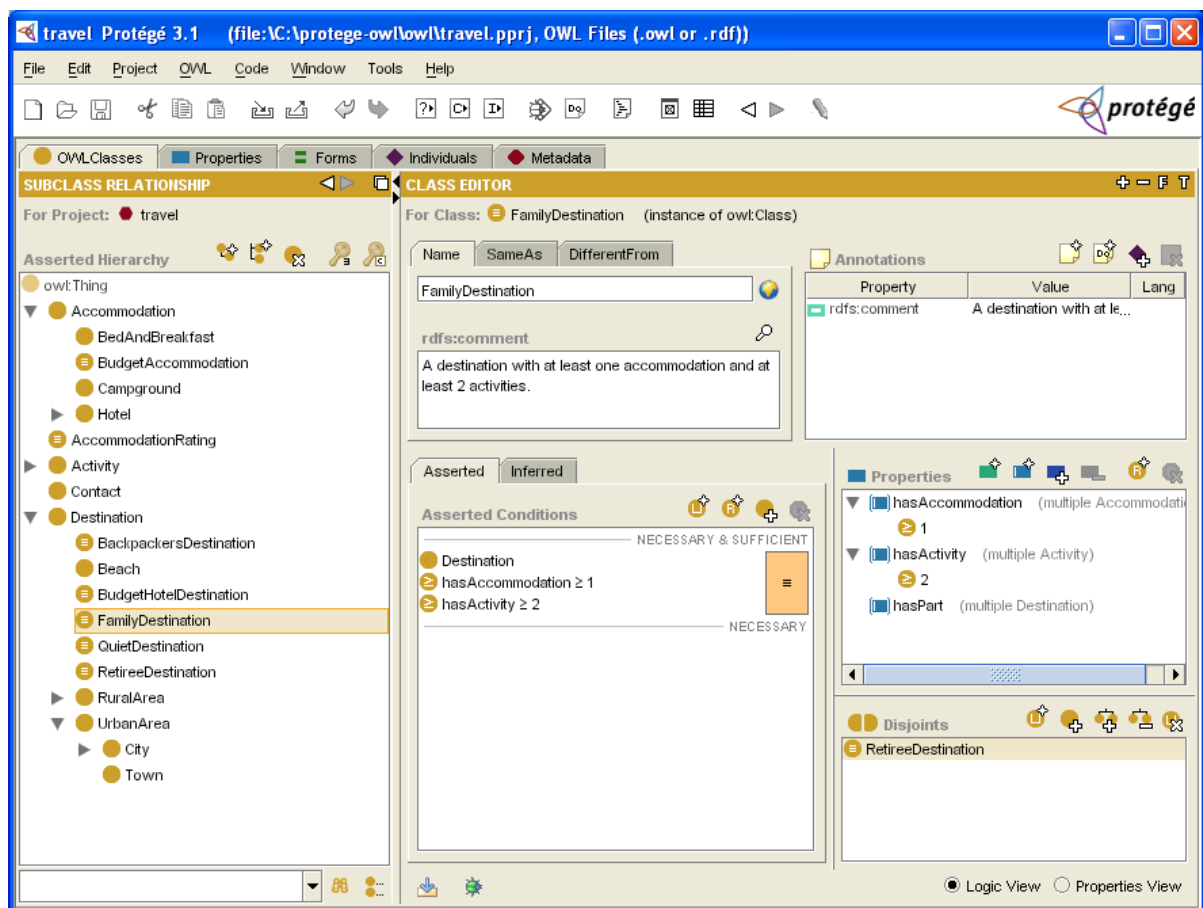 travel Protégé 3.1 (file:\C:\protege-owl\owl\travel.pprj, OWL Files (.owl or .rdf))
File Edit Project OWL Code Window Tools Help
protégé
OWLClasses Properties Forms Individuals Metadata
SUBCLASS RELATIONSHIP
For Project: travel
Asserted Hierarchy
owl:Thing
Accommodation
BedAndBreakfast
BudgetAccommodation
Campground
Hotel
AccommodationRating
Activity
Contact
Destination
BackpackersDestination
Beach
BudgetHotelDestination
FamilyDestination
QuietDestination
RetireeDestination
RuralArea
UrbanArea
City
Town
CLASS EDITOR
F T
For Class: FamilyDestination (instance of owl:Class)
Name SameAs DifferentFrom
FamilyDestination
rdfs:comment
A destination with at least one accommodation and at
least 2 activities.
Annotations
Property Value Lang
rdfs:comment A destination with at le...
Asserted Inferred
Asserted Conditions
NECESSARY & SUFFICIENT
Destination
hasAccommodation ≥ 1
hasActivity ≥ 2
≡
NECESSARY
Properties
hasAccommodation (multiple Accommodati
1
hasActivity (multiple Activity)
2
hasPart (multiple Destination)
Disjoints
RetireeDestination
Logic View Properties View